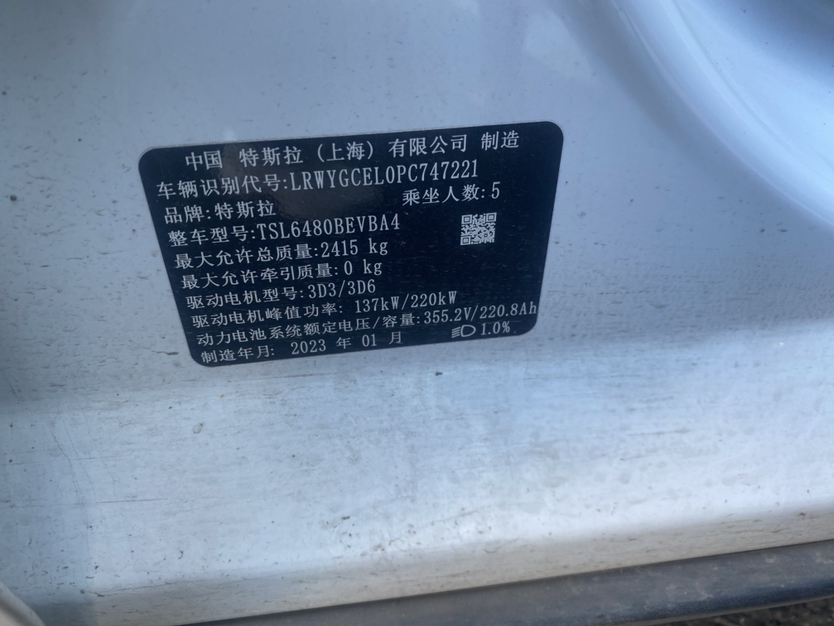 中国 特斯拉（上海）有限公司 制造
车辆识别代号:LRWYGCEL0PC747221
品牌:特斯拉 乘坐人数:5
整车型号:TSL6480BEVBA4
最大允许总质量:2415 kg
最大允许牵引质量:0 kg
驱动电机型号:3D3/3D6
驱动电机峰值功率: 137kW/220kW
动力电池系统额定电压/容量:355.2V/220.8Ah
制造年月: 2023 年 01 月 1.0%